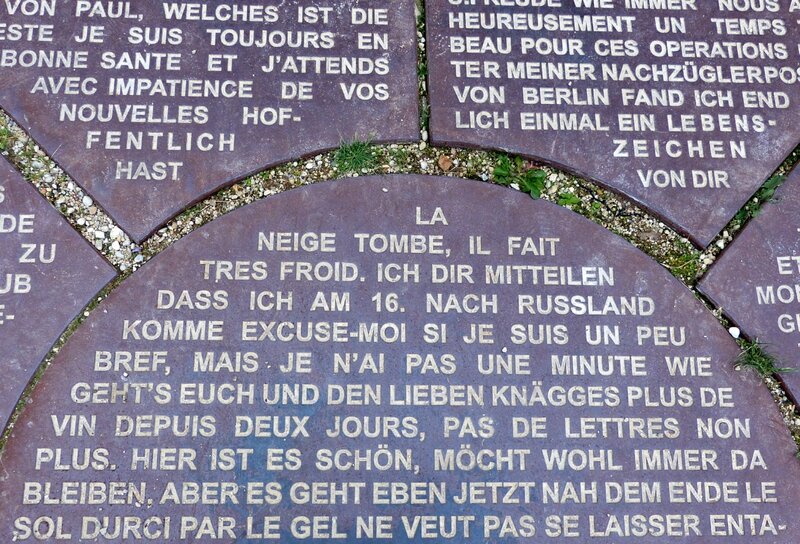 VON PAUL, WELCHES IST DIE
ESTE JE SUIS TOUJOURS EN
BONNE SANTE ET J'ATTENDS
AVEC IMPATIENCE DE VOS
NOUVELLES HOF-
FENTLICH
HAST
WIE IMMER NOUS A
HEUREUSEMENT UN TEMPS
BEAU POUR CES OPERATIONS
TER MEINER NACHZÜGLERPOS
VON BERLIN FAND ICH END
LICH EINMAL EIN LEBENS-
ZEICHEN
VON DIR
DE
ZU
UB
E-
LA
NEIGE TOMBE, IL FAIT
TRES FROID. ICH DIR MITTEILEN
DASS ICH AM 16. NACH RUSSLAND
KOMME EXCUSE-MOI SI JE SUIS UN PEU
BREF, MAIS JE N'AI PAS UNE MINUTE WIE
GEHT'S EUCH UND DEN LIEBEN KNÄGGES PLUS DE
VIN DEPUIS DEUX JOURS, PAS DE LETTRES NON
PLUS. HIER IST ES SCHÖN, MÖCHT WOHL IMMER DA
BLEIBEN. ABER ES GEHT EBEN JETZT NAH DEM ENDE LE
SOL DURCI PAR LE GEL NE VEUT PAS SE LAISSER ENTA-
ET
MO
G